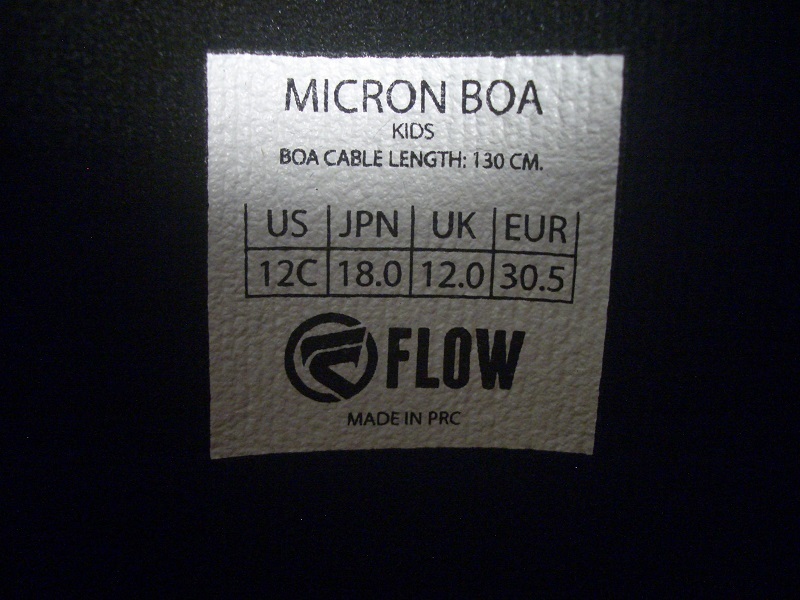 MICRON BOA
KIDS
BOA CABLE LENGTH: 130 CM.
US JPN UK EUR
12C 18.0 12.0 30.5
FLOW
MADE IN PRC